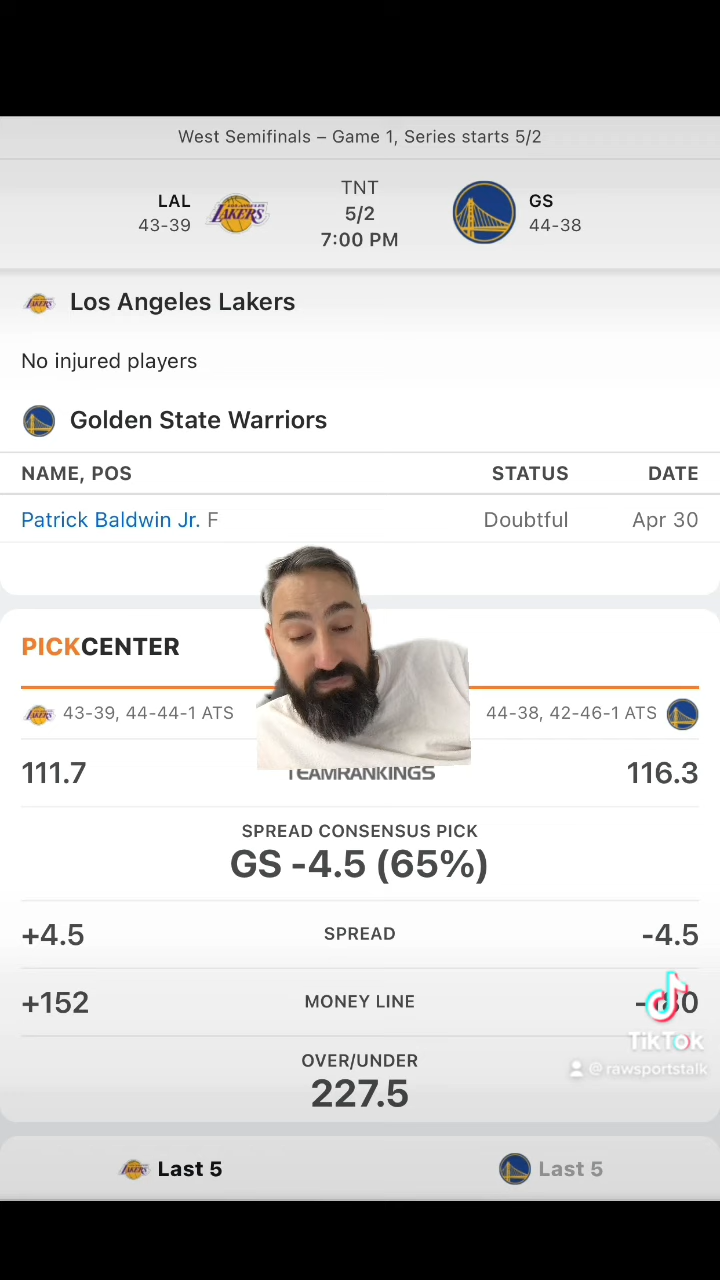 West Semifinals – Game 1, Series starts 5/2
LAL
43-39
LAKERS
TNT
5/2
7:00 PM
GS
44-38
Los Angeles Lakers
No injured players
Golden State Warriors
NAME, POS STATUS DATE
Patrick Baldwin Jr. F Doubtful Apr 30
PICKCENTER
43-39, 44-44-1 ATS 44-38, 42-46-1 ATS
111.7 TEAMRANKINGS 116.3
SPREAD CONSENSUS PICK
GS -4.5 (65%)
+4.5 SPREAD -4.5
+152 MONEY LINE
OVER/UNDER
227.5
TikTok
@rawsportstalk
Last 5 Last 5